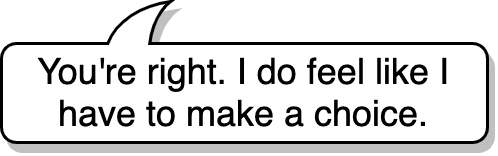 You're right. I do feel like I
have to make a choice.